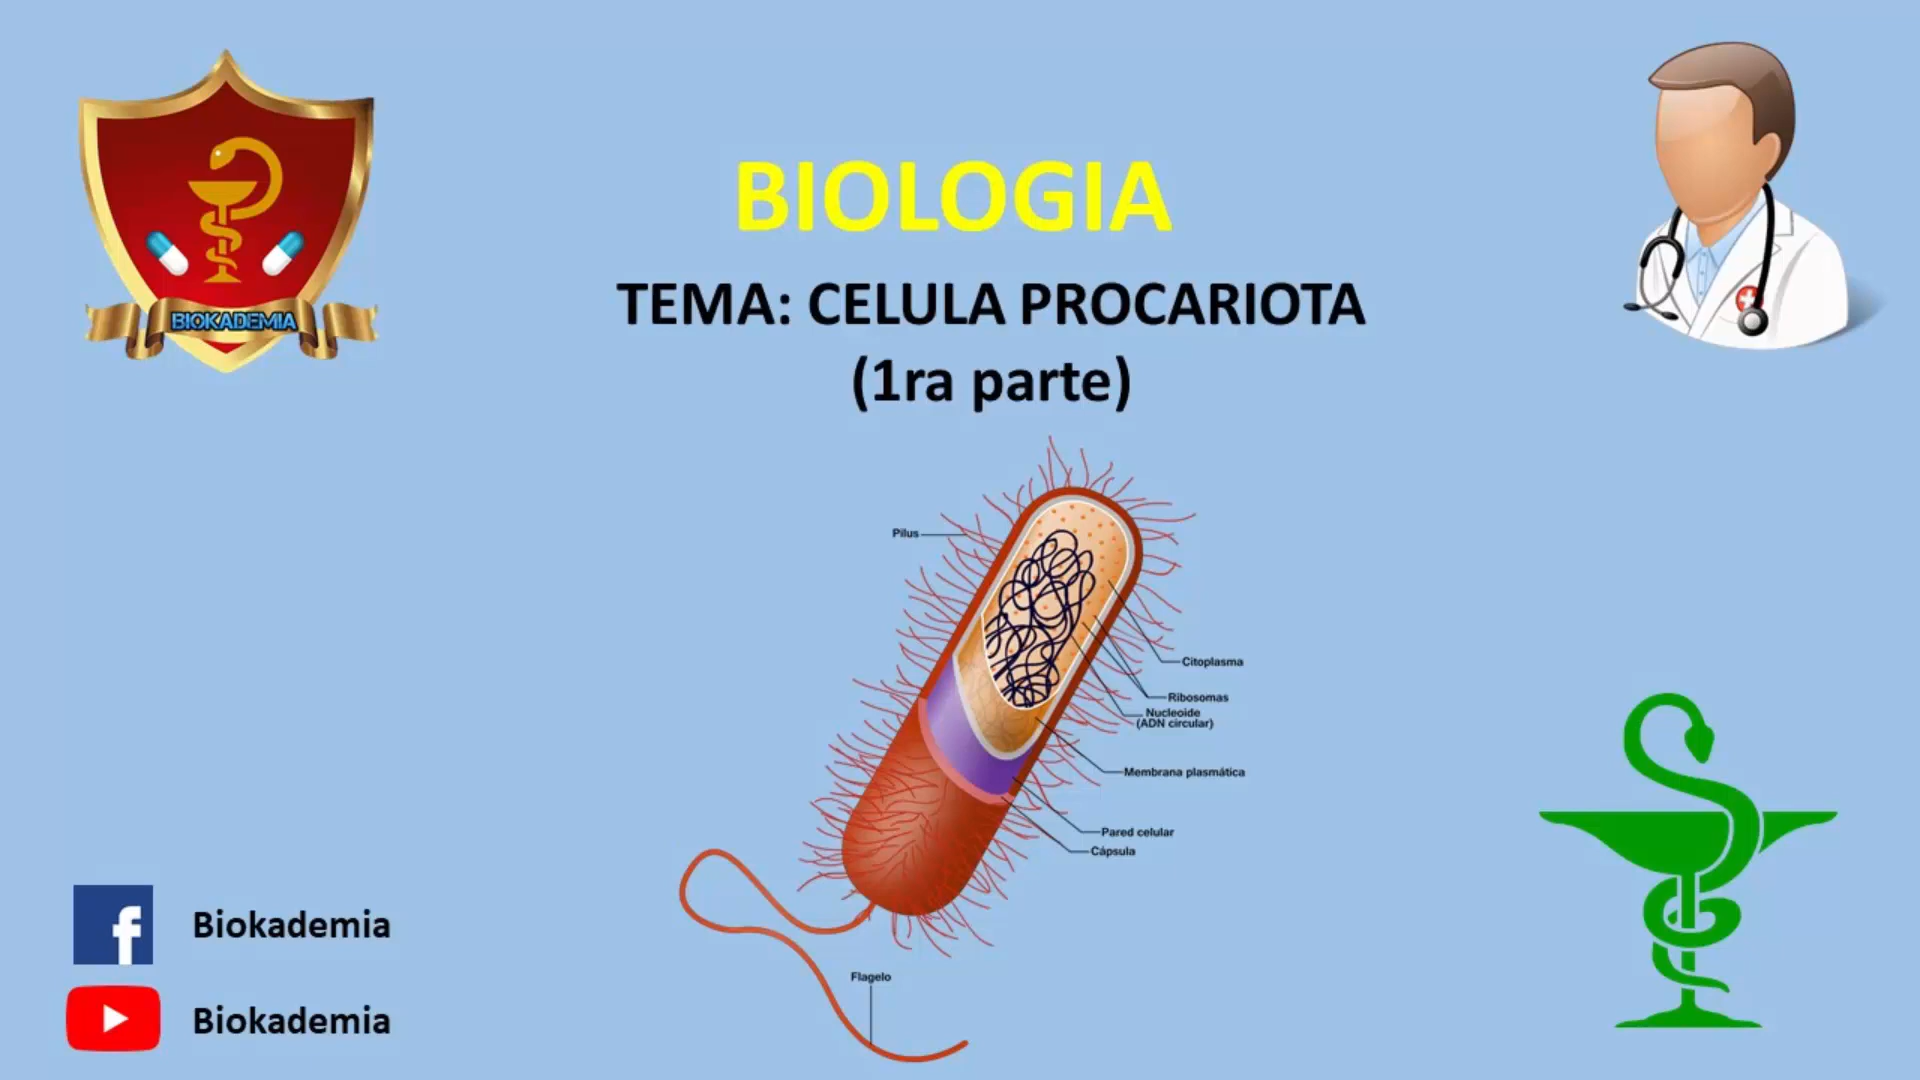 BIOKADEMIA
BIOLOGIA
TEMA: CELULA PROCARIOTA
(1ra parte)
Pilus
Citoplasma
Ribosomas
Nucleoide
(ADN circular)
Membrana plasmática
Pared celular
Cápsula
Flagelo
Biokademia
Biokademia